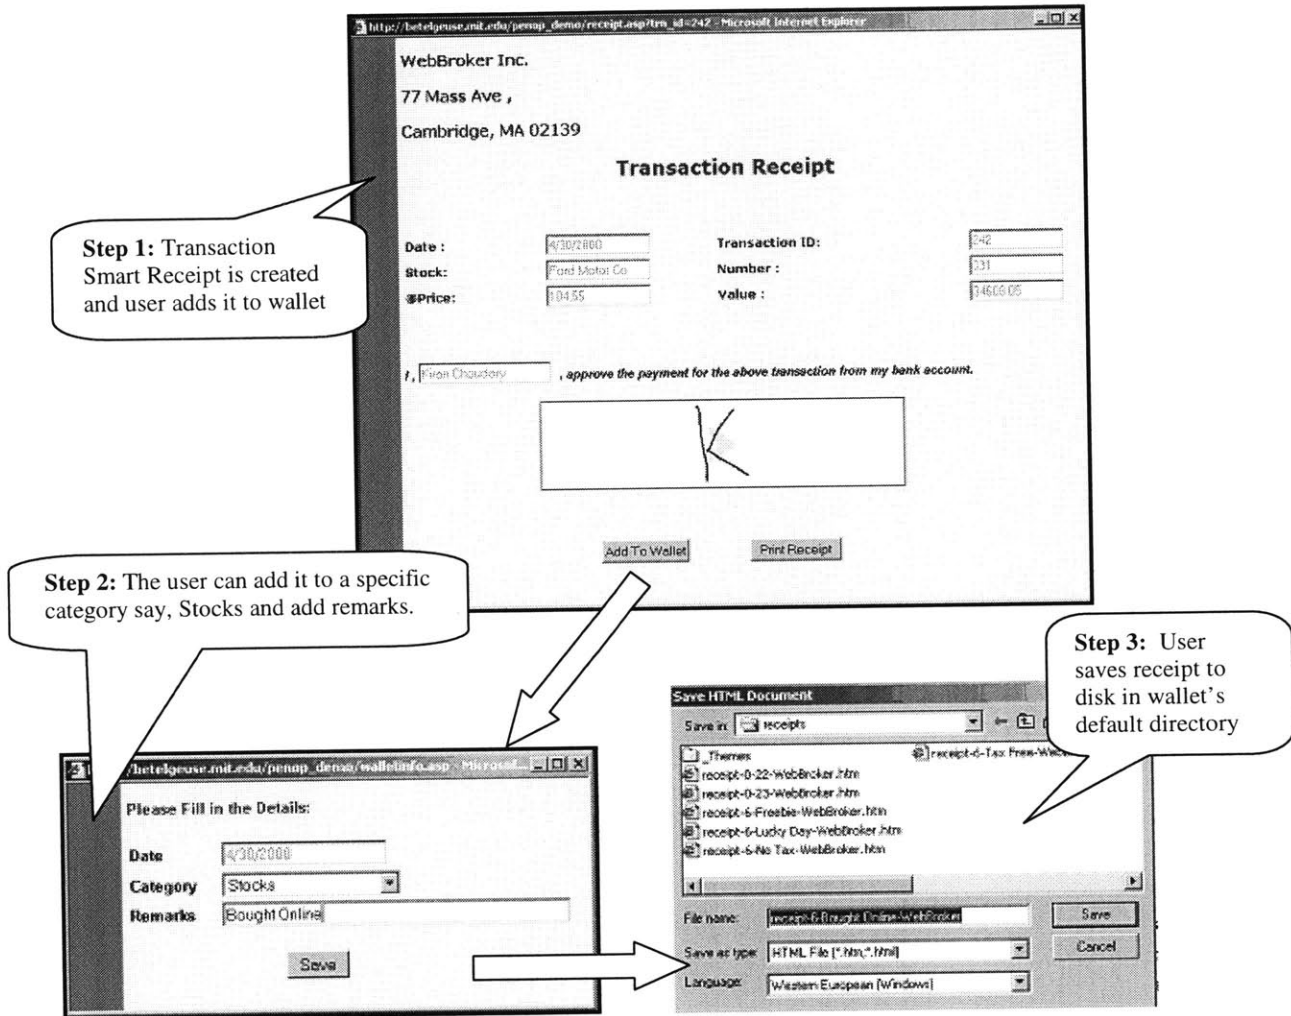 http://betelgeuse.mit.edu/penop_demo/receipt.asp?trn_id=242 - Microsoft Internet Explorer
WebBroker Inc.
77 Mass Ave ,
Cambridge, MA 02139
Transaction Receipt
Step 1: Transaction
Smart Receipt is created
and user adds it to wallet
Date : 4/30/2000 Transaction ID: 242
Stock: Ford Motor Co Number : 331
@Price: 104.55 Value : 34606.05
I , Kiran Choudary , approve the payment for the above transaction from my bank account.
K
Add To Wallet Print Receipt
Step 2: The user can add it to a specific
category say, Stocks and add remarks.
Step 3: User
saves receipt to
disk in wallet's
default directory
/betelgeuse.mit.edu/penop_demo/walletinfo.asp - Microsof...
Please Fill in the Details:
Date 4/30/2000
Category Stocks
Remarks Bought Online
Save
Save HTML Document
Save in: receipts
_Themes
receipt-0-22-WebBroker.htm
receipt-0-23-WebBroker.htm
receipt-6-Freebie-WebBroker.htm
receipt-6-Lucky Day-WebBroker.htm
receipt-6-No Tax-WebBroker.htm
receipt-6-Tax Free-Web
File name: receipt-6-Bought Online-WebBroker Save
Save as type: HTML File (*.htm;*.html) Cancel
Language: Western European (Windows)